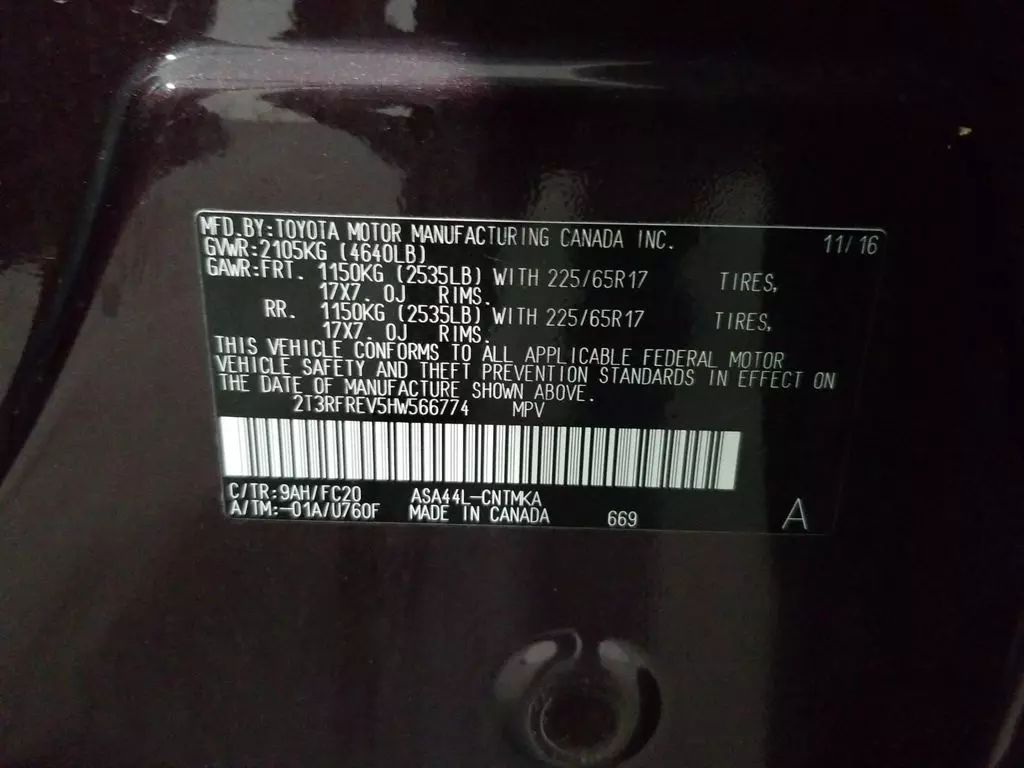 MFD.BY:TOYOTA MOTOR MANUFACTURING CANADA INC. 11/16
GVWR:2105KG (4640LB)
GAWR:FRT. 1150KG (2535LB) WITH 225/65R17 TIRES,
17X7.0J RIMS.
RR. 1150KG (2535LB) WITH 225/65R17 TIRES,
17X7.0J RIMS.
THIS VEHICLE CONFORMS TO ALL APPLICABLE FEDERAL MOTOR
VEHICLE SAFETY AND THEFT PREVENTION STANDARDS IN EFFECT ON
THE DATE OF MANUFACTURE SHOWN ABOVE.
2T3RFREV5HW566774 MPV
C/TR:9AH/FC20 ASA44L-CNTMKA
A/TM:-01A/U760F MADE IN CANADA 669 A